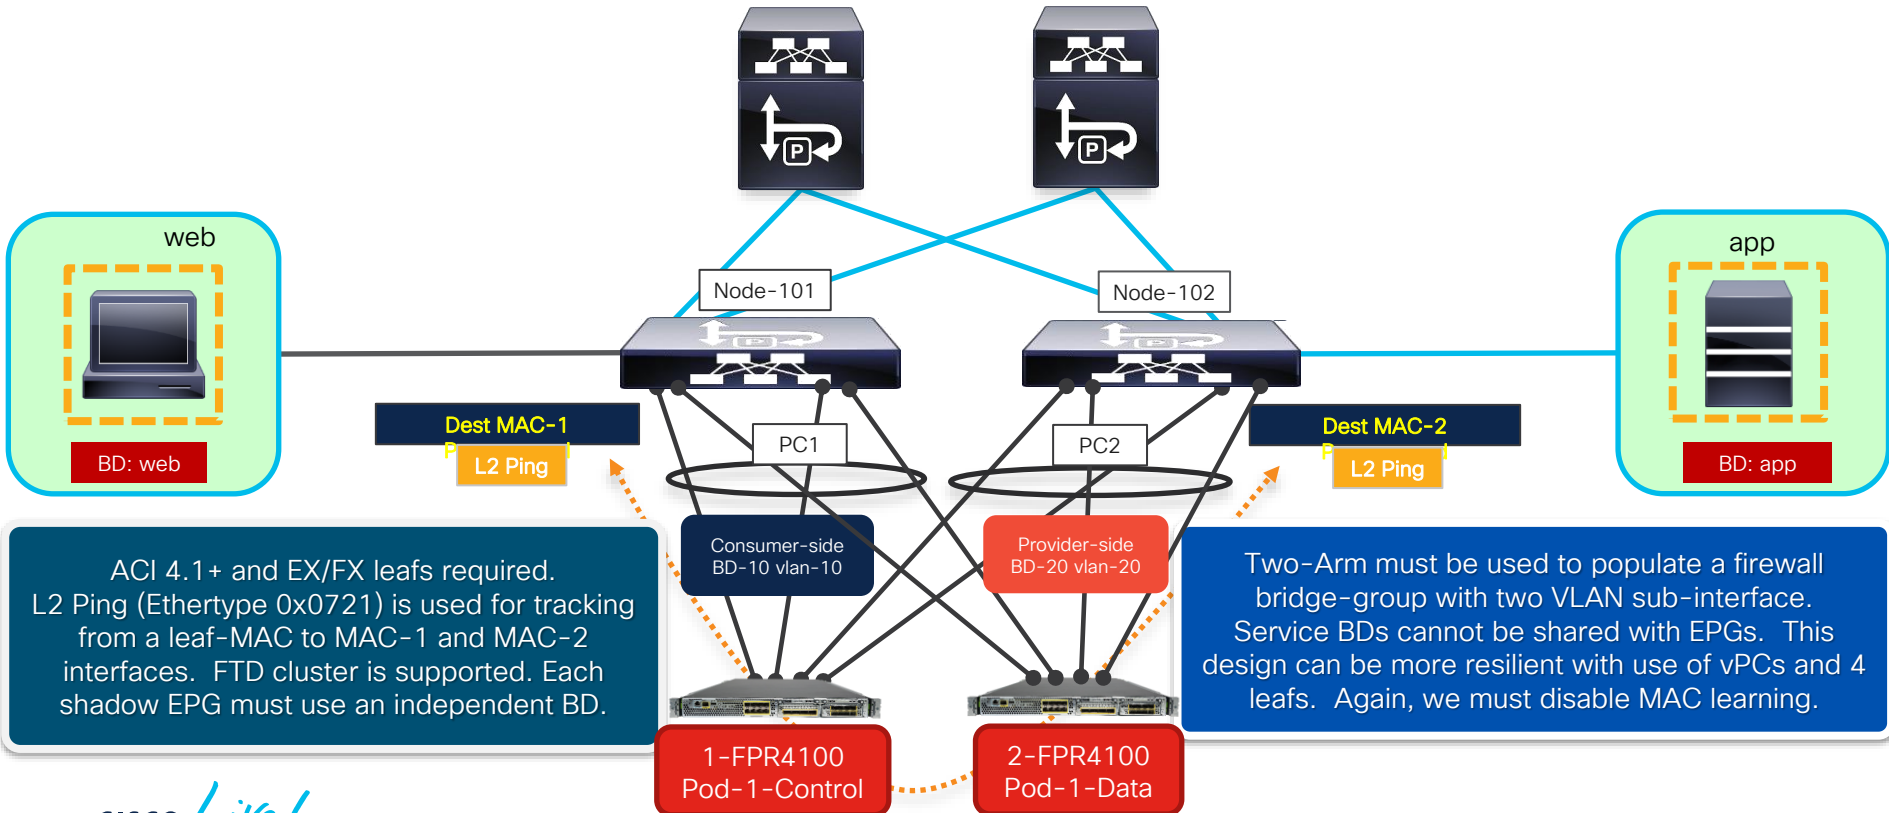 web
app
Node-101
Node-102
P
P
Dest MAC-1
L2 Ping
PC1
PC2
Dest MAC-2
L2 Ping
BD: web
BD: app
Consumer-side
BD-10 vlan-10
Provider-side
BD-20 vlan-20
ACI 4.1+ and EX/FX leafs required.
L2 Ping (Ethertype 0x0721) is used for tracking
from a leaf-MAC to MAC-1 and MAC-2
interfaces.  FTD cluster is supported. Each
shadow EPG must use an independent BD.
Two-Arm must be used to populate a firewall
bridge-group with two VLAN sub-interface.
Service BDs cannot be shared with EPGs.  This
design can be more resilient with use of vPCs and 4
leafs.  Again, we must disable MAC learning.
1-FPR4100
Pod-1-Control
2-FPR4100
Pod-1-Data